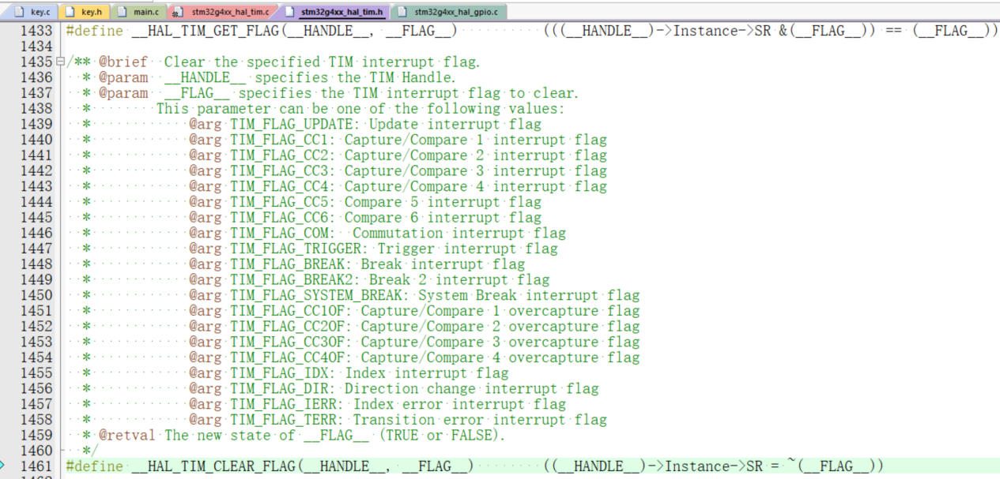 key.c key.h main.c stm32g4xx_hal_tim.c stm32g4xx_hal_tim.h stm32g4xx_hal_gpio.c
1433 #define __HAL_TIM_GET_FLAG(__HANDLE__, __FLAG__) (((__HANDLE__)->Instance->SR &(__FLAG__)) == (__FLAG__))
1434
1435 /** @brief Clear the specified TIM interrupt flag.
1436 * @param __HANDLE__ specifies the TIM Handle.
1437 * @param __FLAG__ specifies the TIM interrupt flag to clear.
1438 * This parameter can be one of the following values:
1439 * @arg TIM_FLAG_UPDATE: Update interrupt flag
1440 * @arg TIM_FLAG_CC1: Capture/Compare 1 interrupt flag
1441 * @arg TIM_FLAG_CC2: Capture/Compare 2 interrupt flag
1442 * @arg TIM_FLAG_CC3: Capture/Compare 3 interrupt flag
1443 * @arg TIM_FLAG_CC4: Capture/Compare 4 interrupt flag
1444 * @arg TIM_FLAG_CC5: Compare 5 interrupt flag
1445 * @arg TIM_FLAG_CC6: Compare 6 interrupt flag
1446 * @arg TIM_FLAG_COM: Commutation interrupt flag
1447 * @arg TIM_FLAG_TRIGGER: Trigger interrupt flag
1448 * @arg TIM_FLAG_BREAK: Break interrupt flag
1449 * @arg TIM_FLAG_BREAK2: Break 2 interrupt flag
1450 * @arg TIM_FLAG_SYSTEM_BREAK: System Break interrupt flag
1451 * @arg TIM_FLAG_CC1OF: Capture/Compare 1 overcapture flag
1452 * @arg TIM_FLAG_CC2OF: Capture/Compare 2 overcapture flag
1453 * @arg TIM_FLAG_CC3OF: Capture/Compare 3 overcapture flag
1454 * @arg TIM_FLAG_CC4OF: Capture/Compare 4 overcapture flag
1455 * @arg TIM_FLAG_IDX: Index interrupt flag
1456 * @arg TIM_FLAG_DIR: Direction change interrupt flag
1457 * @arg TIM_FLAG_IERR: Index error interrupt flag
1458 * @arg TIM_FLAG_TERR: Transition error interrupt flag
1459 * @retval The new state of __FLAG__ (TRUE or FALSE).
1460 */
1461 #define __HAL_TIM_CLEAR_FLAG(__HANDLE__, __FLAG__) ((__HANDLE__)->Instance->SR = ~(__FLAG__))